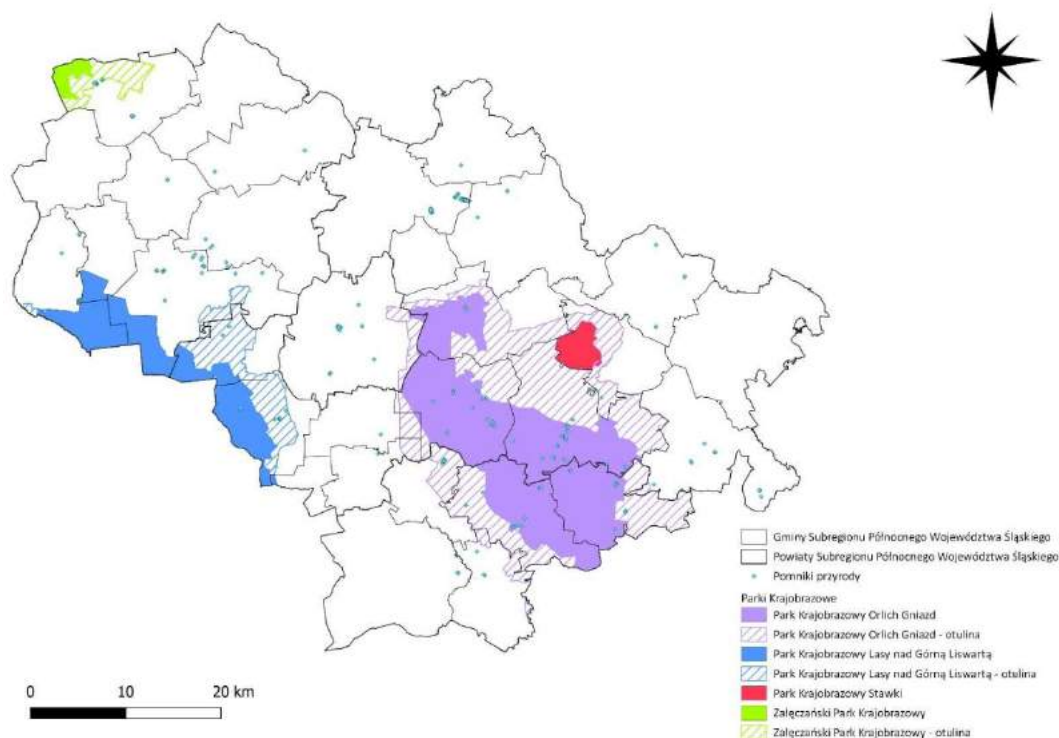 Gminy Subregionu Północnego Województwa Śląskiego
Powiaty Subregionu Północnego Województwa Śląskiego
Pomniki przyrody
Parki Krajobrazowe
Park Krajobrazowy Orlich Gniazd
Park Krajobrazowy Orlich Gniazd - otulina
Park Krajobrazowy Lasy nad Górną Liswartą
Park Krajobrazowy Lasy nad Górną Liswartą - otulina
Park Krajobrazowy Stawki
Załęczański Park Krajobrazowy
Załęczański Park Krajobrazowy - otulina
0 10 20 km